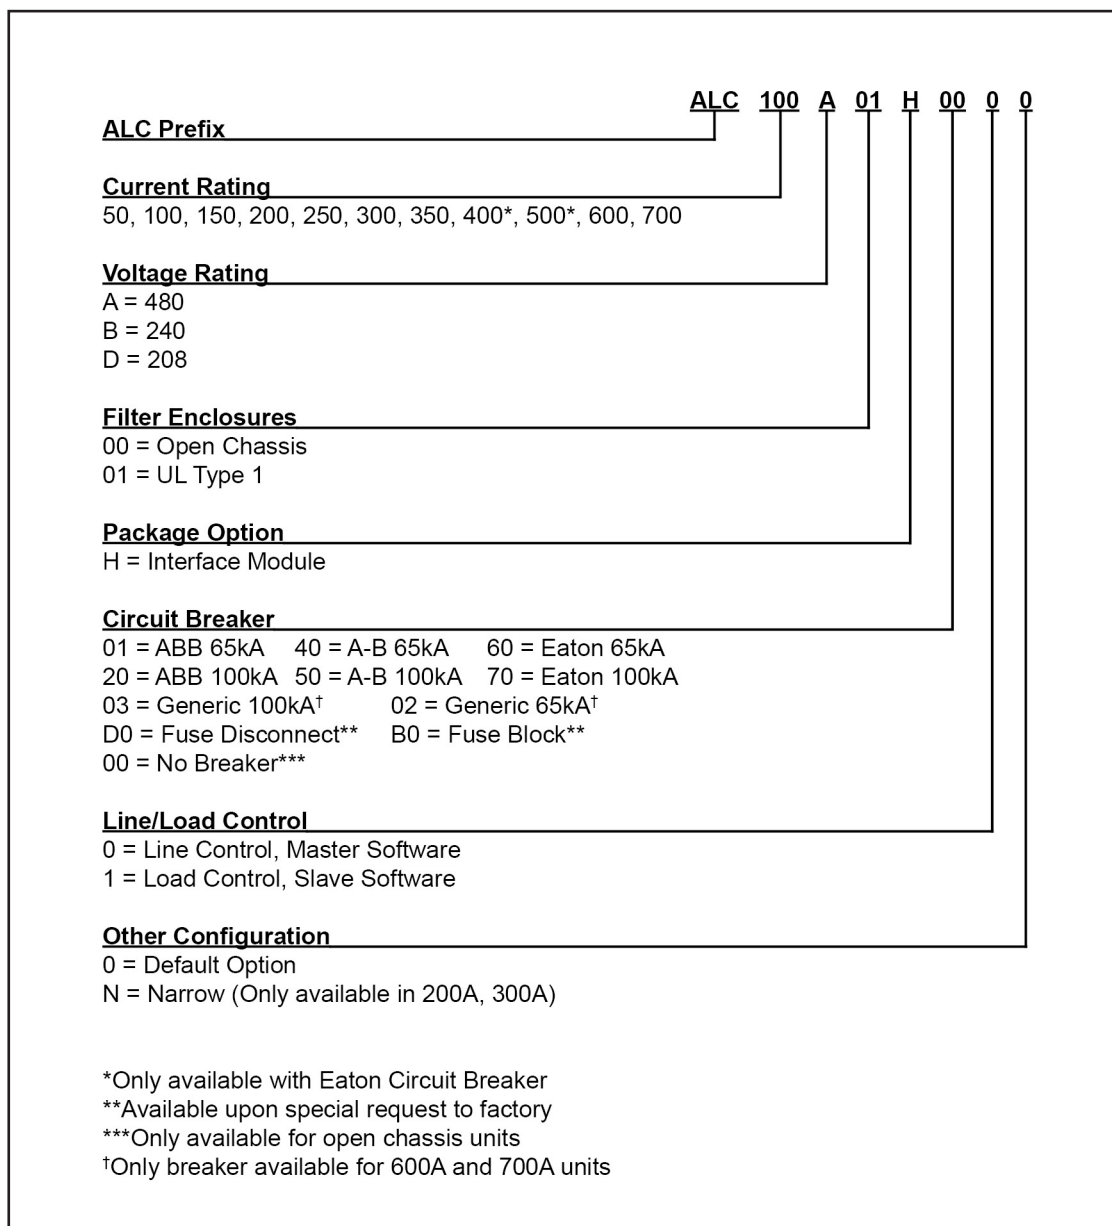 ALC 100 A 01 H 00 0 0
ALC Prefix
Current Rating
50, 100, 150, 200, 250, 300, 350, 400*, 500*, 600, 700
Voltage Rating
A = 480
B = 240
D = 208
Filter Enclosures
00 = Open Chassis
01 = UL Type 1
Package Option
H = Interface Module
Circuit Breaker
01 = ABB 65kA 40 = A-B 65kA 60 = Eaton 65kA
20 = ABB 100kA 50 = A-B 100kA 70 = Eaton 100kA
03 = Generic 100kA† 02 = Generic 65kA†
D0 = Fuse Disconnect** B0 = Fuse Block**
00 = No Breaker***
Line/Load Control
0 = Line Control, Master Software
1 = Load Control, Slave Software
Other Configuration
0 = Default Option
N = Narrow (Only available in 200A, 300A)
*Only available with Eaton Circuit Breaker
**Available upon special request to factory
***Only available for open chassis units
†Only breaker available for 600A and 700A units